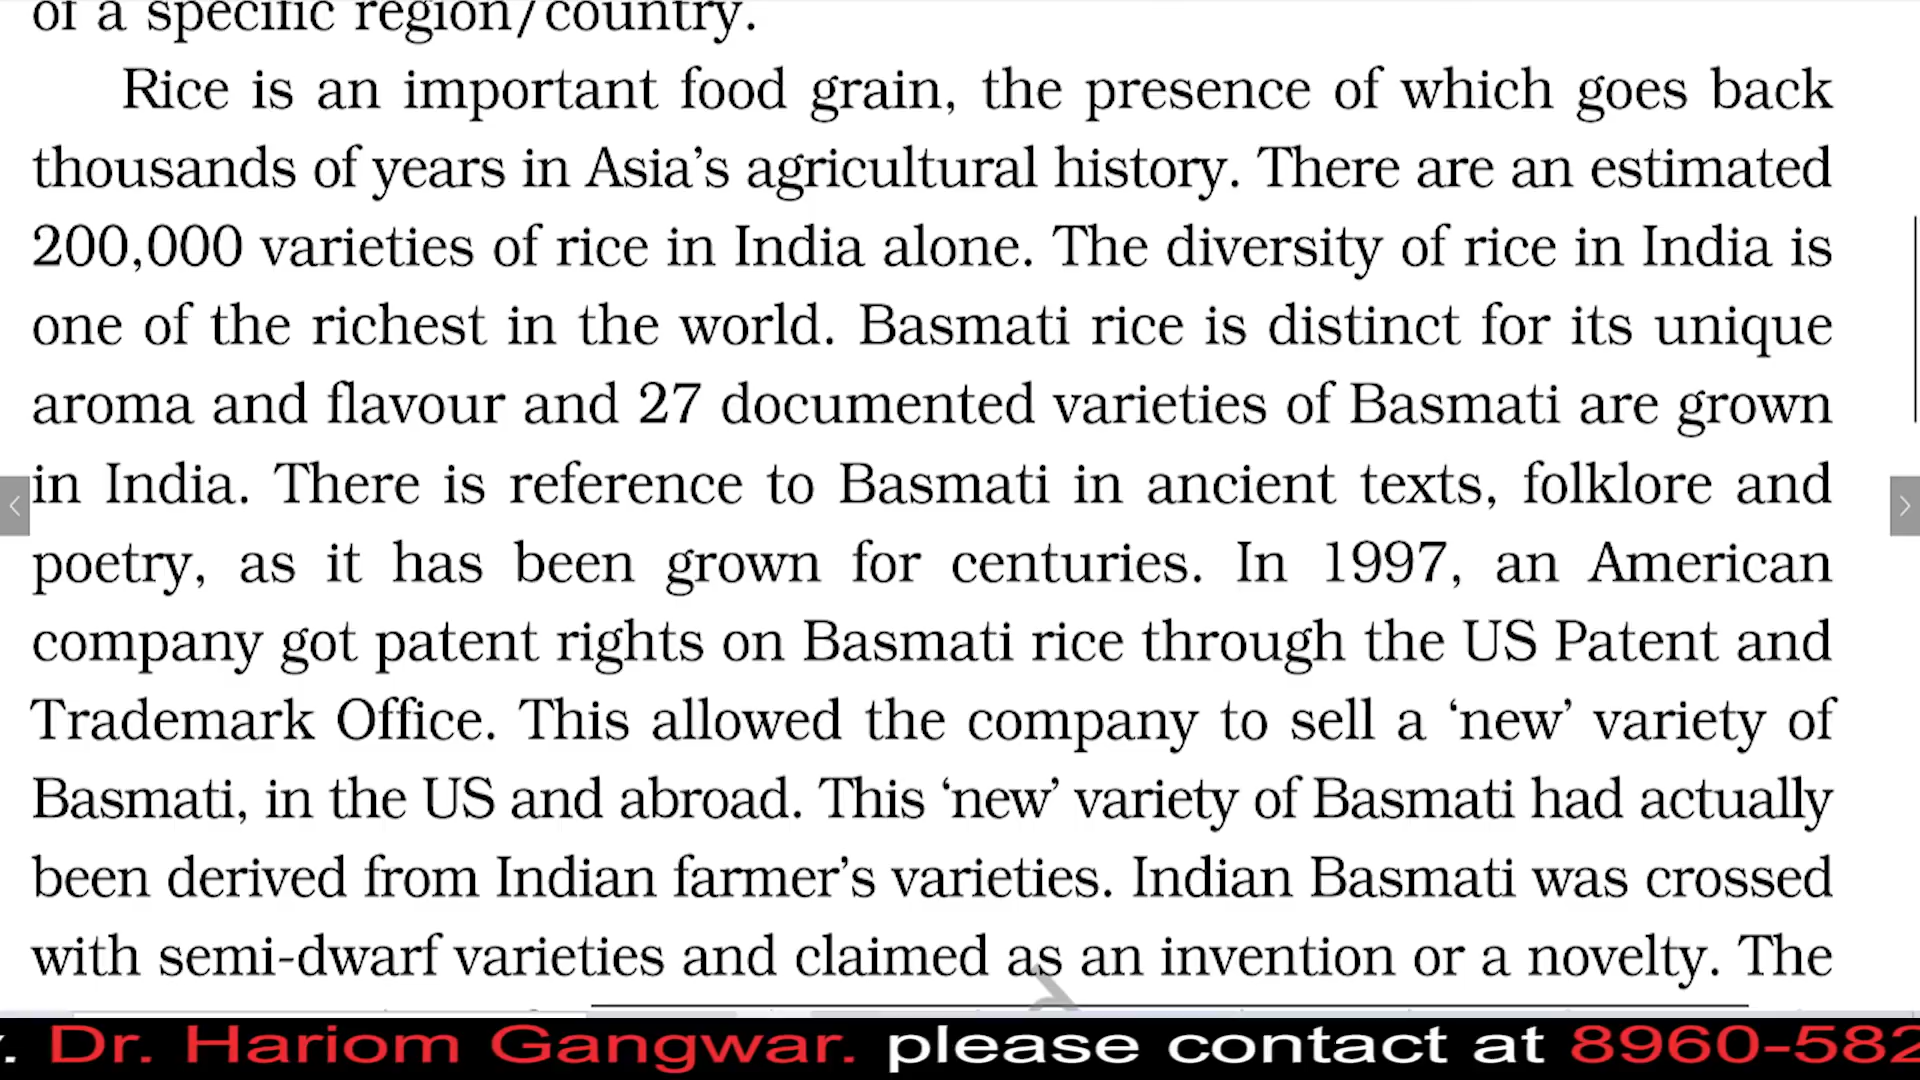 of a specific region/country.
Rice is an important food grain, the presence of which goes back
thousands of years in Asia’s agricultural history. There are an estimated
200,000 varieties of rice in India alone. The diversity of rice in India is
one of the richest in the world. Basmati rice is distinct for its unique
aroma and flavour and 27 documented varieties of Basmati are grown
in India. There is reference to Basmati in ancient texts, folklore and
poetry, as it has been grown for centuries. In 1997, an American
company got patent rights on Basmati rice through the US Patent and
Trademark Office. This allowed the company to sell a ‘new’ variety of
Basmati, in the US and abroad. This ‘new’ variety of Basmati had actually
been derived from Indian farmer’s varieties. Indian Basmati was crossed
with semi-dwarf varieties and claimed as an invention or a novelty. The
. Dr. Hariom Gangwar. please contact at 8960-582